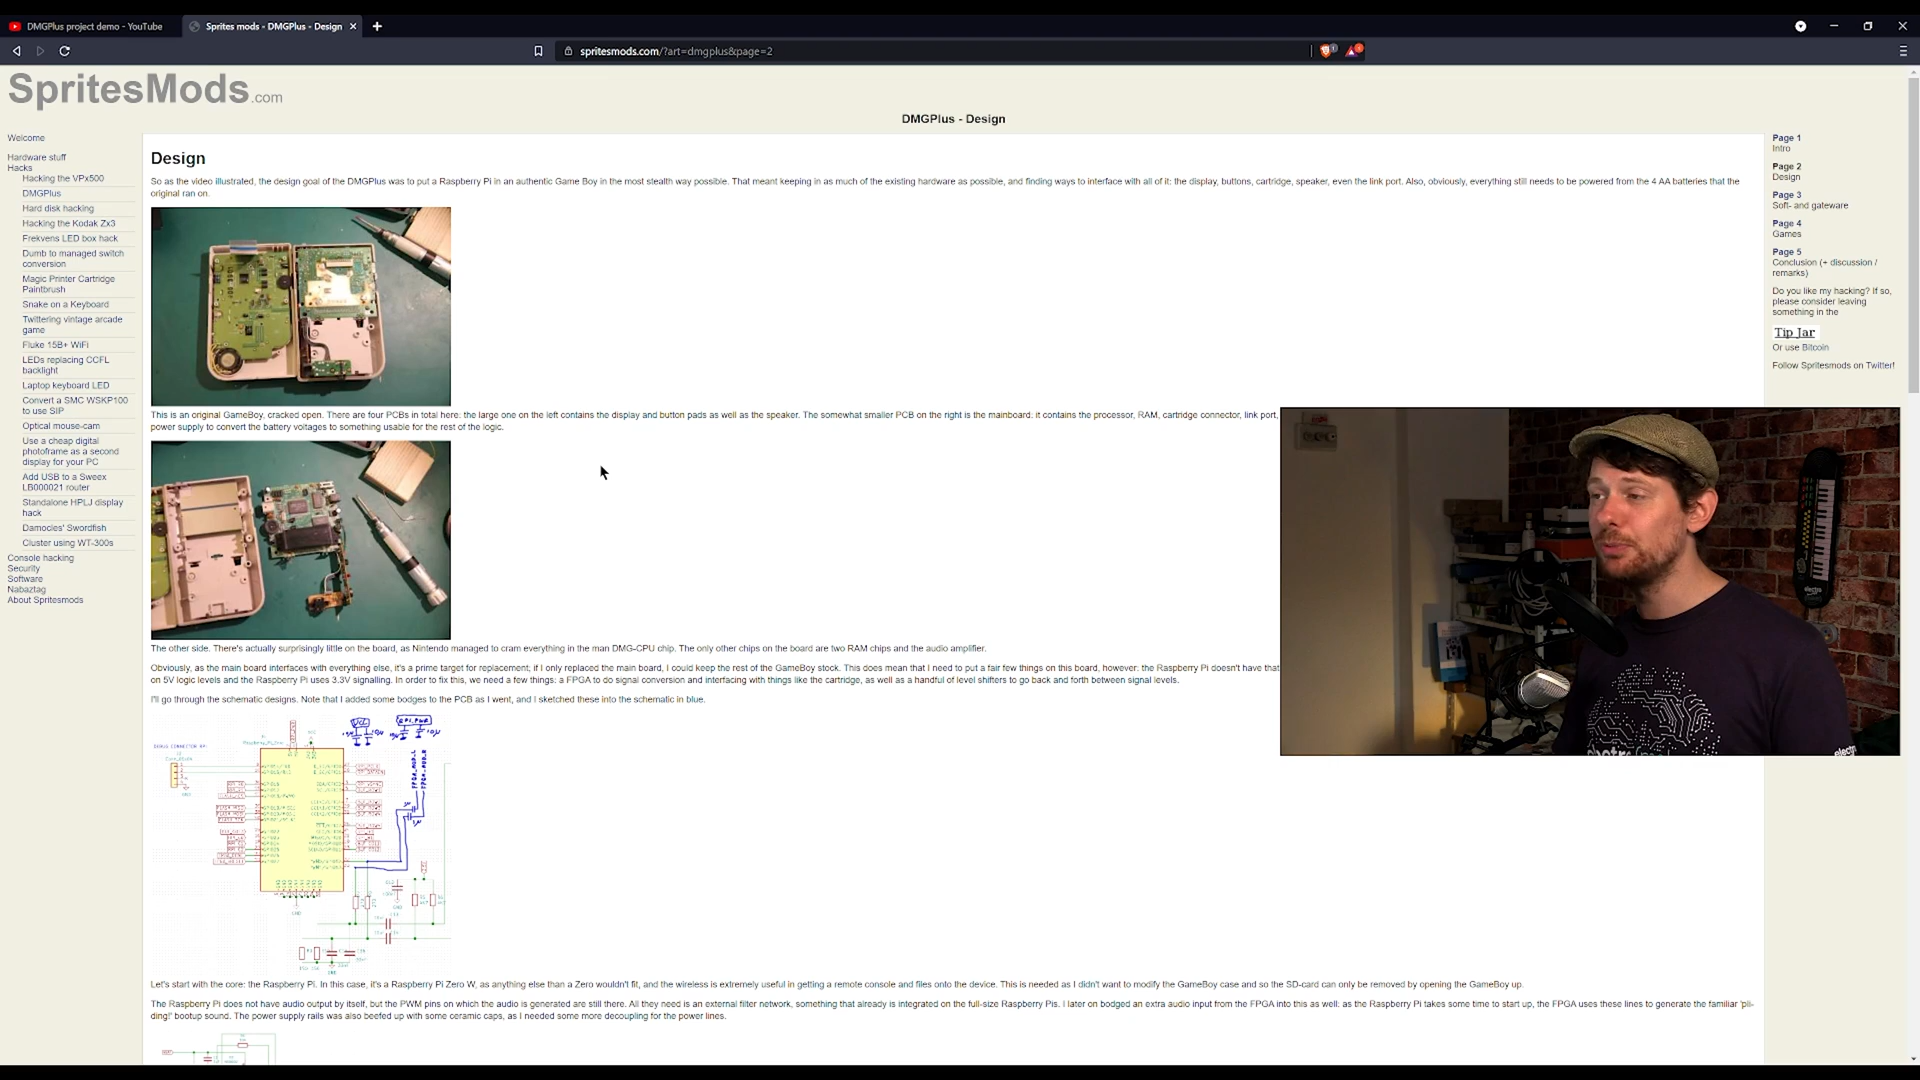 DMGPlus project demo - YouTube
Sprites mods - DMGPlus - Design
spritesmods.com/?art=dmgplus&page=2
SpritesMods.com
DMGPlus - Design
Welcome
Hardware stuff
Hacks
Hacking the VPx500
DMGPlus
Hard disk hacking
Hacking the Kodak Zx3
Frekvens LED box hack
Dumb to managed switch
conversion
Magic Printer Cartridge
Paintbrush
Snake on a Keyboard
Twittering vintage arcade
game
Fluke 15B+ WiFi
LEDs replacing CCFL
backlight
Laptop keyboard LED
Convert a SMC WSKP100
to use SIP
Optical mouse-cam
Use a cheap digital
photoframe as a second
display for your PC
Add USB to a Sweex
LB000021 router
Standalone HPLJ display
hack
Damocles' Swordfish
Cluster using WT-300s
Console hacking
Security
Software
Nabaztag
About Spritesmods
Design
So as the video illustrated, the design goal of the DMGPlus was to put a Raspberry Pi in an authentic Game Boy in the most stealth way possible. That meant keeping in as much of the existing hardware as possible, and finding ways to interface with all of it: the display, buttons, cartridge, speaker, even the link port. Also, obviously, everything still needs to be powered from the 4 AA batteries that the
original ran on.
This is an original GameBoy, cracked open. There are four PCBs in total here: the large one on the left contains the display and button pads as well as the speaker. The somewhat smaller PCB on the right is the mainboard: it contains the processor, RAM, cartridge connector, link port,
power supply to convert the battery voltages to something usable for the rest of the logic.
The other side. There's actually surprisingly little on the board, as Nintendo managed to cram everything in the man DMG-CPU chip. The only other chips on the board are two RAM chips and the audio amplifier.
Obviously, as the main board interfaces with everything else, it's a prime target for replacement; if I only replaced the main board, I could keep the rest of the GameBoy stock. This does mean that I need to put a fair few things on this board, however: the Raspberry Pi doesn't have that
on 5V logic levels and the Raspberry Pi uses 3.3V signalling. In order to fix this, we need a few things: a FPGA to do signal conversion and interfacing with things like the cartridge, as well as a handful of level shifters to go back and forth between signal levels.
I'll go through the schematic designs. Note that I added some bodges to the PCB as I went, and I sketched these into the schematic in blue.
Let's start with the core: the Raspberry Pi. In this case, it's a Raspberry Pi Zero W, as anything else than a Zero wouldn't fit, and the wireless is extremely useful in getting a remote console and files onto the device. This is needed as I didn't want to modify the GameBoy case and so the SD-card can only be removed by opening the GameBoy up.
The Raspberry Pi does not have audio output by itself, but the PWM pins on which the audio is generated are still there. All they need is an external filter network, something that already is integrated on the full-size Raspberry Pis. I later on bodged an extra audio input from the FPGA into this as well: as the Raspberry Pi takes some time to start up, the FPGA uses these lines to generate the familiar 'pli-
ding!' bootup sound. The power supply rails was also beefed up with some ceramic caps, as I needed some more decoupling for the power lines.
Page 1
Intro
Page 2
Design
Page 3
Soft- and gateware
Page 4
Games
Page 5
Conclusion (+ discussion /
remarks)
Do you like my hacking? If so,
please consider leaving
something in the
Tip Jar
Or use Bitcoin
Follow Spritesmods on Twitter!